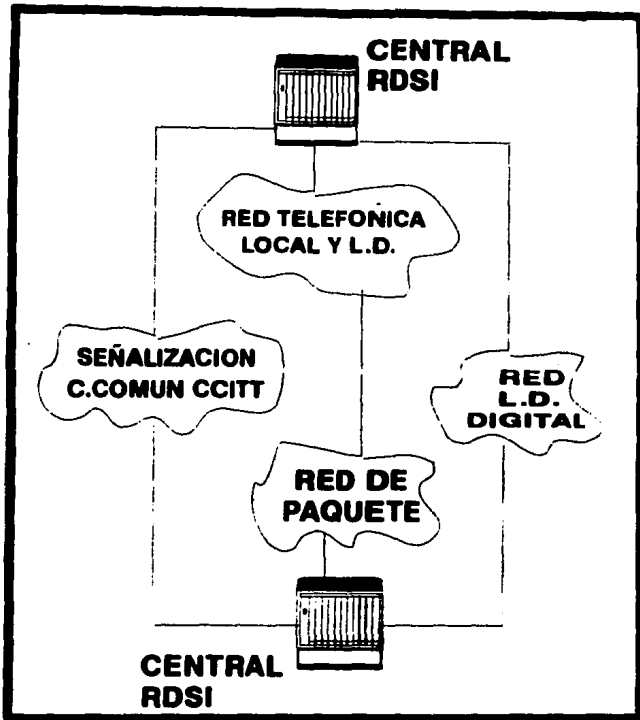 CENTRAL
RDSI
RED TELEFONICA
LOCAL Y L.D.
SEÑALIZACION
C.COMUN CCITT
RED
L.D.
DIGITAL
RED DE
PAQUETE
CENTRAL
RDSI